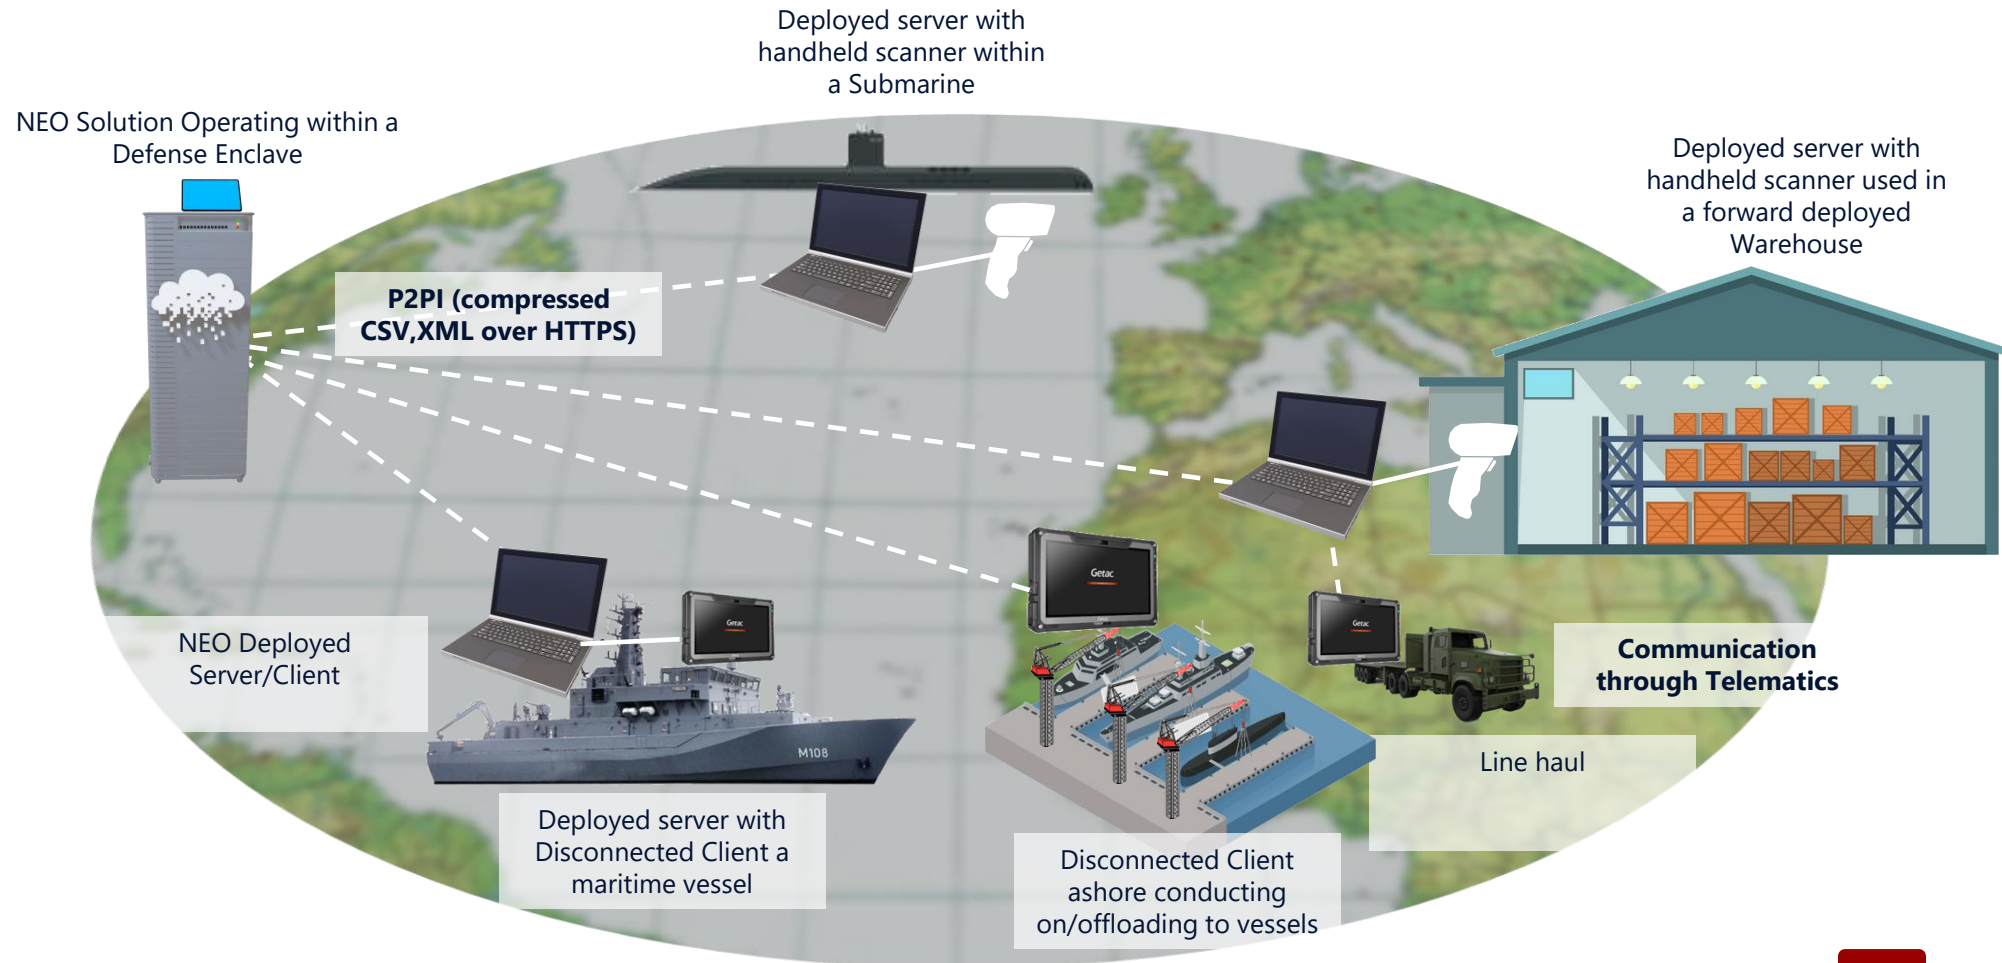 Deployed server with
handheld scanner within
a Submarine
NEO Solution Operating within a
Defense Enclave
Deployed server with
handheld scanner used in
a forward deployed
Warehouse
P2PI (compressed
CSV,XML over HTTPS)
Getac
Getac
Getac
NEO Deployed
Server/Client
Communication
through Telematics
M108
Line haul
Deployed server with
Disconnected Client a
maritime vessel
Disconnected Client
ashore conducting
on/offloading to vessels